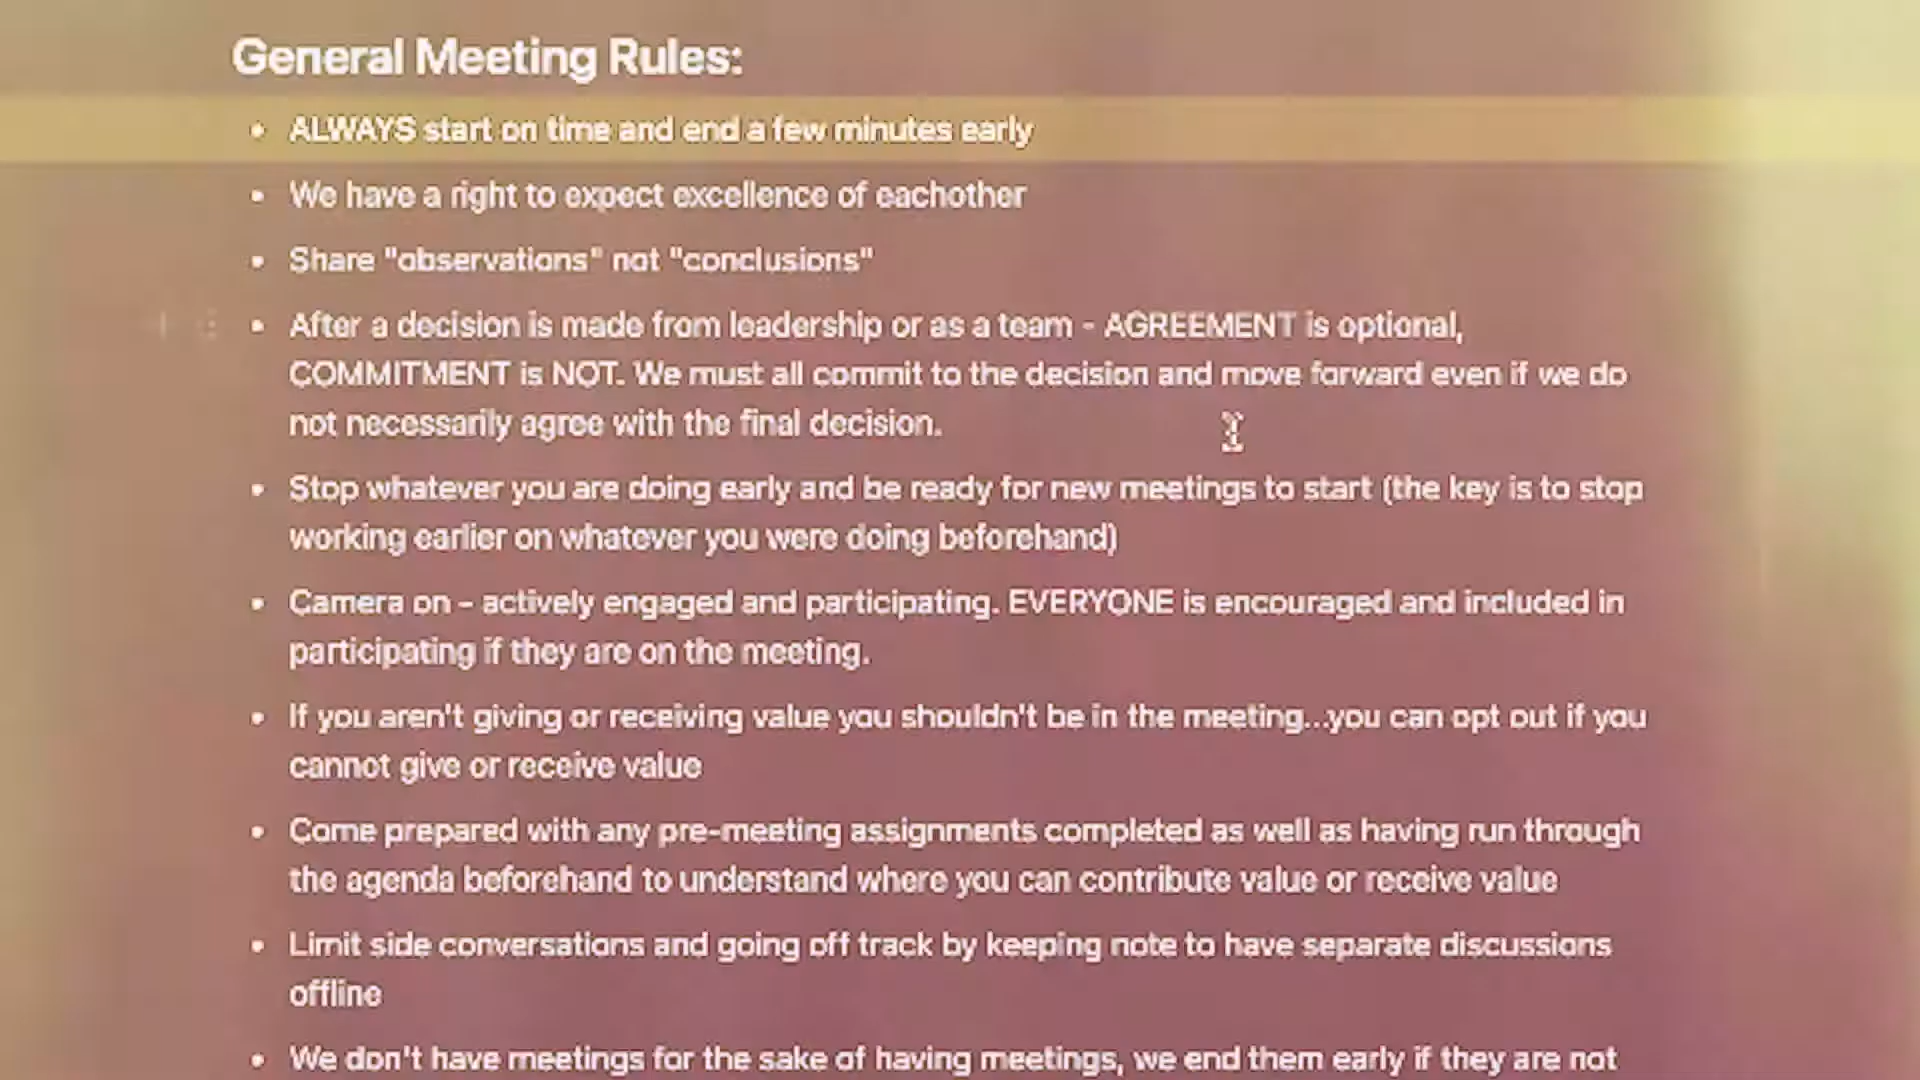 General Meeting Rules:
• ALWAYS start on time and end a few minutes early
• We have a right to expect excellence of eachother
• Share "observations" not "conclusions"
• After a decision is made from leadership or as a team - AGREEMENT is optional,
COMMITMENT is NOT. We must all commit to the decision and move forward even if we do
not necessarily agree with the final decision.
• Stop whatever you are doing early and be ready for new meetings to start (the key is to stop
working earlier on whatever you were doing beforehand)
• Camera on - actively engaged and participating. EVERYONE is encouraged and included in
participating if they are on the meeting.
• If you aren't giving or receiving value you shouldn't be in the meeting...you can opt out if you
cannot give or receive value
• Come prepared with any pre-meeting assignments completed as well as having run through
the agenda beforehand to understand where you can contribute value or receive value
• Limit side conversations and going off track by keeping note to have separate discussions
offline
• We don't have meetings for the sake of having meetings, we end them early if they are not